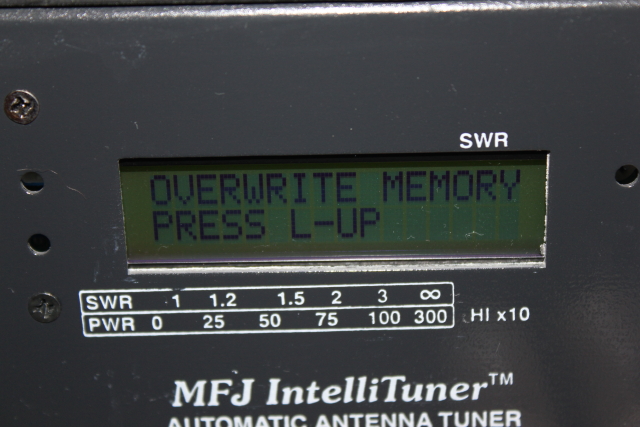 SWR
OVERWRITE MEMORY
PRESS L-UP
SWR 1 1.2 1.5 2 3 ∞
PWR 0 25 50 75 100 300 HI x10
MFJ IntelliTuner™
AUTOMATIC ANTENNA TUNER